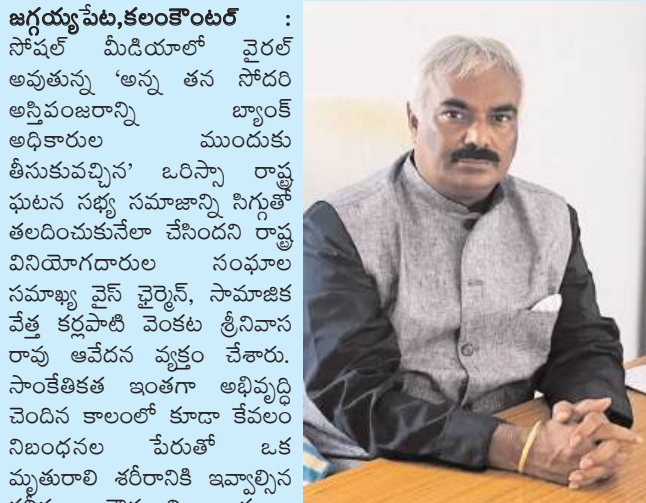 జగ్గయ్యపేట,కలంకౌంటర్ :
సోషల్ మీడియాలో వైరల్
అవుతున్న ‘అన్న తన సోదరి
అస్తిపంజరాన్ని బ్యాంక్
అధికారుల ముందుకు
తీసుకువచ్చిన’ ఒరిస్సా రాష్ట్ర
ఘటన సభ్య సమాజాన్ని సిగ్గుతో
తలదించుకునేలా చేసిందని రాష్ట్ర
వినియోగదారుల సంఘాల
సమాఖ్య వైస్ ఛైర్మెన్, సామాజిక
వేత్త కర్లపాటి వెంకట శ్రీనివాస
రావు ఆవేదన వ్యక్తం చేశారు.
సాంకేతికత ఇంతగా అభివృద్ధి
చెందిన కాలంలో కూడా కేవలం
నిబంధనల పేరుతో ఒక
మృతురాలి శరీరానికి ఇవ్వాల్సిన